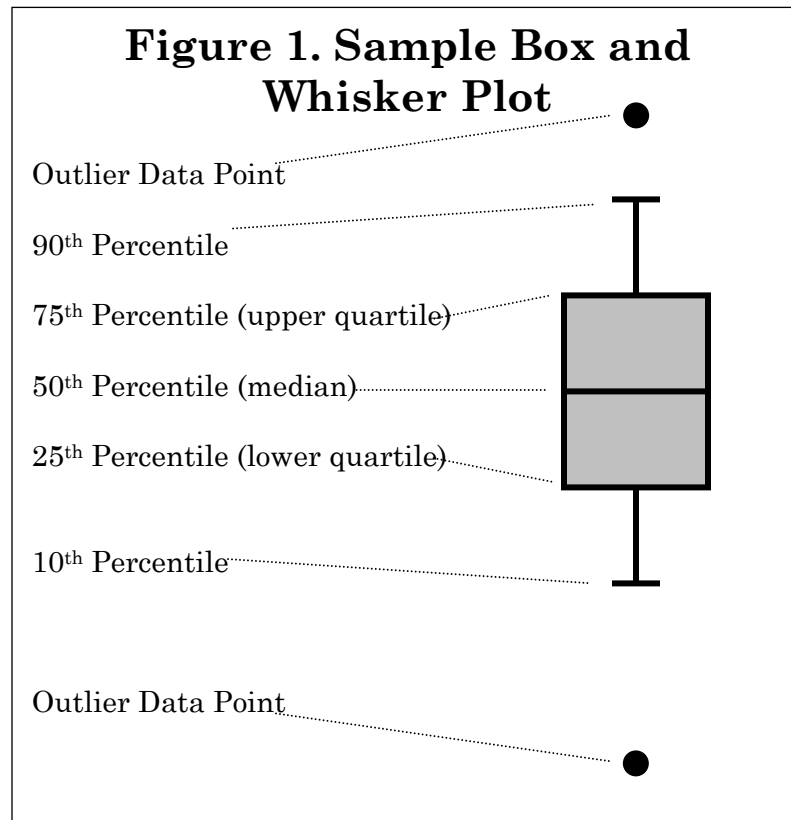 Figure 1. Sample Box and
Whisker Plot
Outlier Data Point
90th Percentile
75th Percentile (upper quartile)
50th Percentile (median)
25th Percentile (lower quartile)
10th Percentile
Outlier Data Point